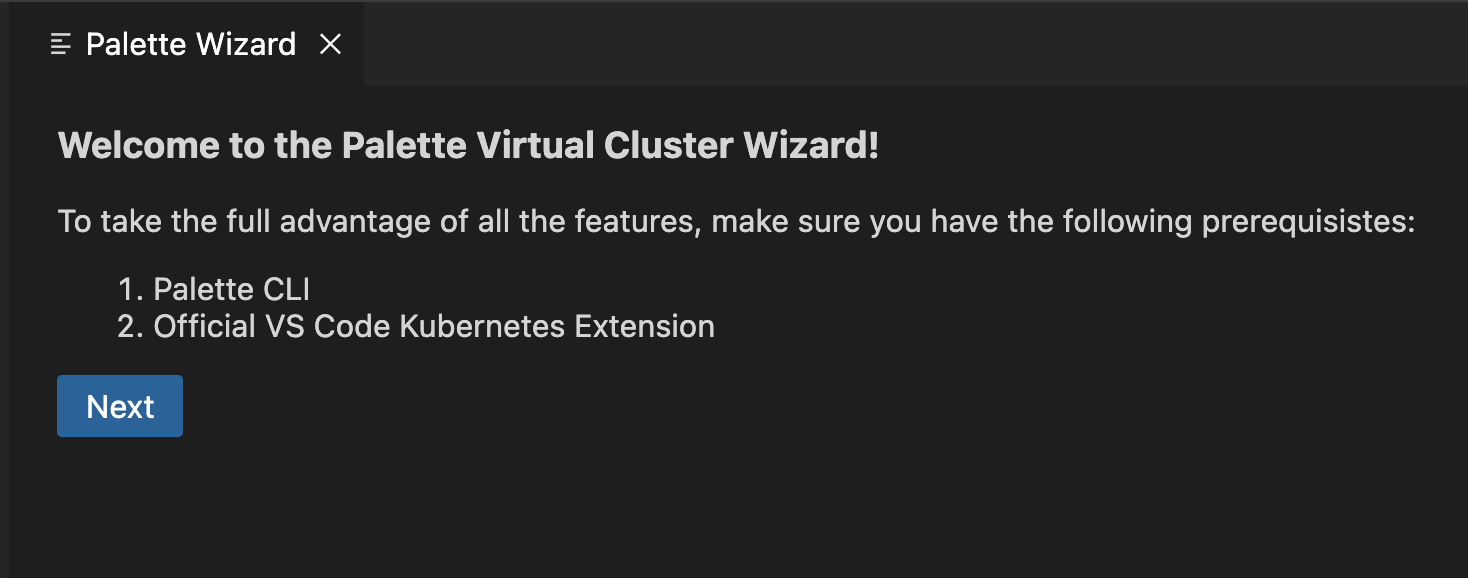 Palette Wizard
Welcome to the Palette Virtual Cluster Wizard!
To take the full advantage of all the features, make sure you have the following prerequisistes:
1. Palette CLI
2. Official VS Code Kubernetes Extension
Next